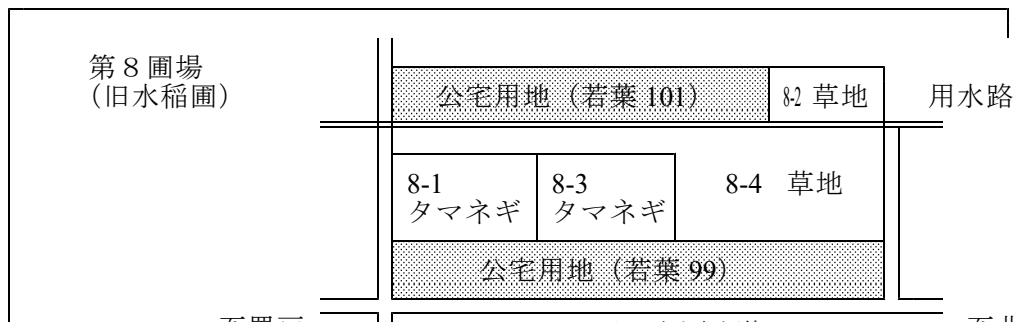 第８圃場
（旧水稲圃）
公宅用地（若葉 101）
8-2 草地
用水路
8-1
タマネギ
8-3
タマネギ
8-4 草地
公宅用地（若葉 99）